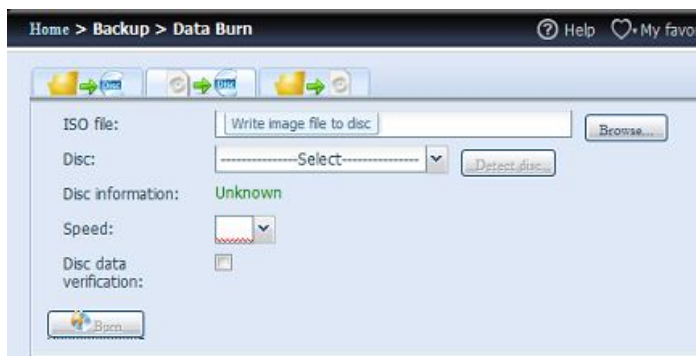 Home > Backup > Data Burn
Help My favo
Disc
Disc
ISO file:
Write image file to disc
Browse...
Disc:
---------------Select---------------
Detect disc
Disc information:
Unknown
Speed:
Disc data
verification:
Burn